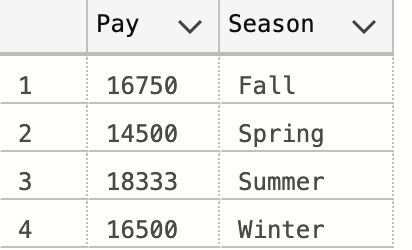 Pay Season
1 16750 Fall
2 14500 Spring
3 18333 Summer
4 16500 Winter